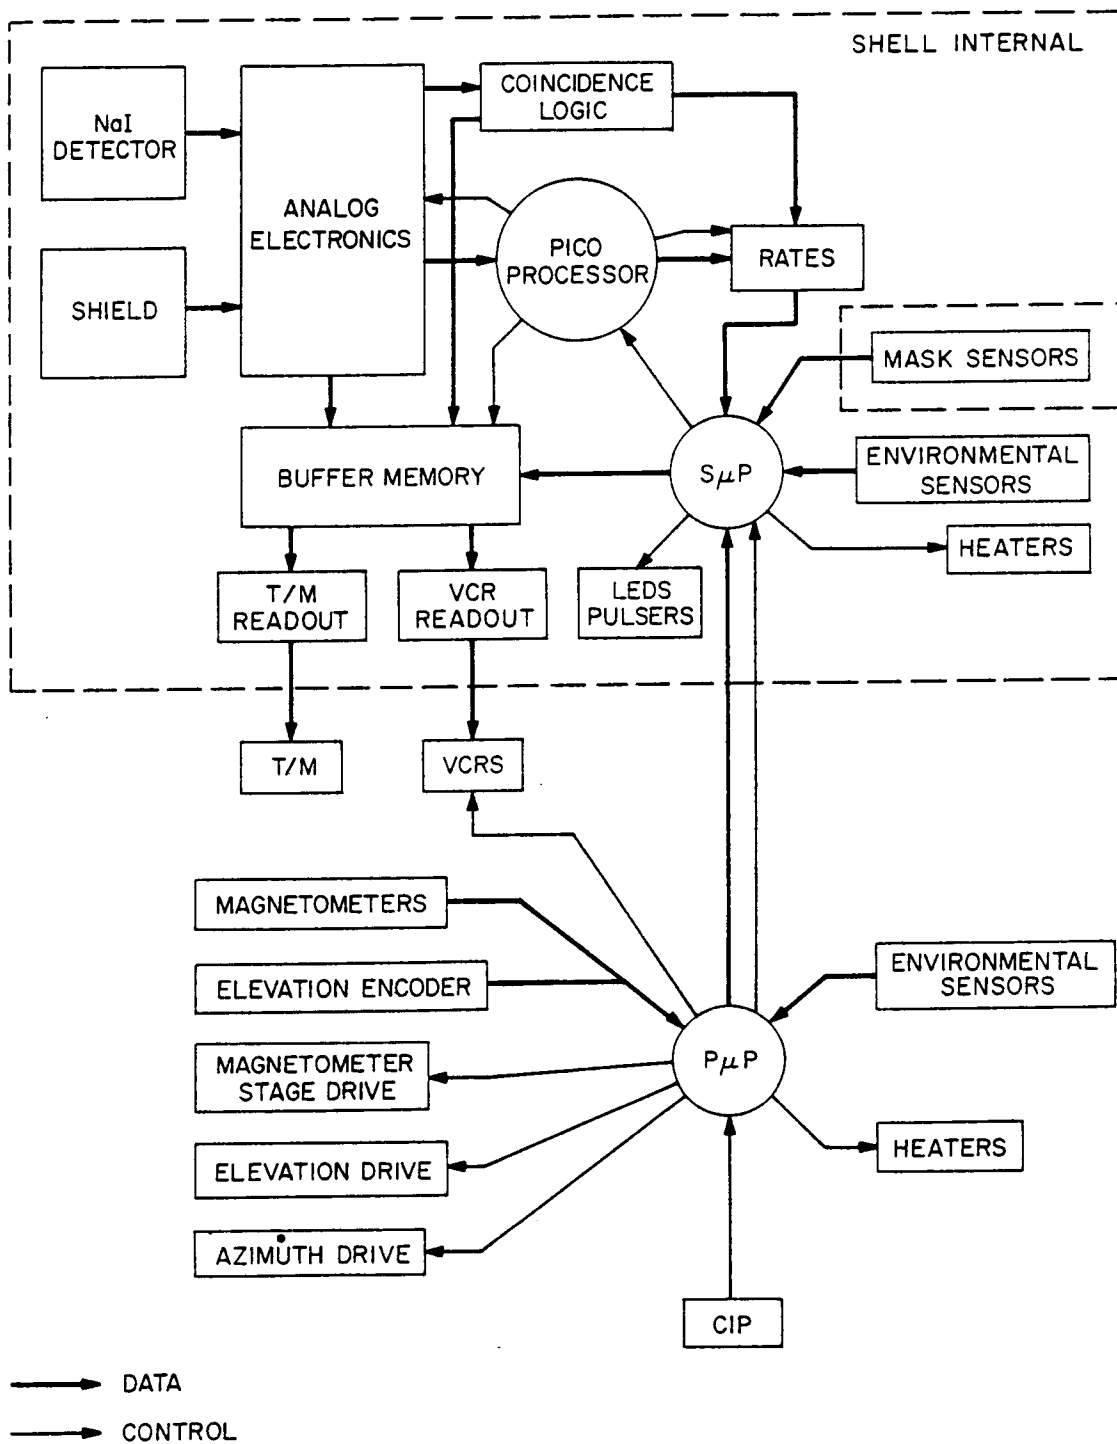 SHELL INTERNAL
NaI
DETECTOR
ANALOG
ELECTRONICS
COINCIDENCE
LOGIC
PICO
PROCESSOR
RATES
SHIELD
MASK SENSORS
BUFFER MEMORY
SμP
ENVIRONMENTAL
SENSORS
HEATERS
T/M
READOUT
VCR
READOUT
LEDS
PULSERS
T/M
VCRS
MAGNETOMETERS
ELEVATION ENCODER
ENVIRONMENTAL
SENSORS
MAGNETOMETER
STAGE DRIVE
PμP
ELEVATION DRIVE
HEATERS
AZIMUTH DRIVE
CIP
DATA
CONTROL